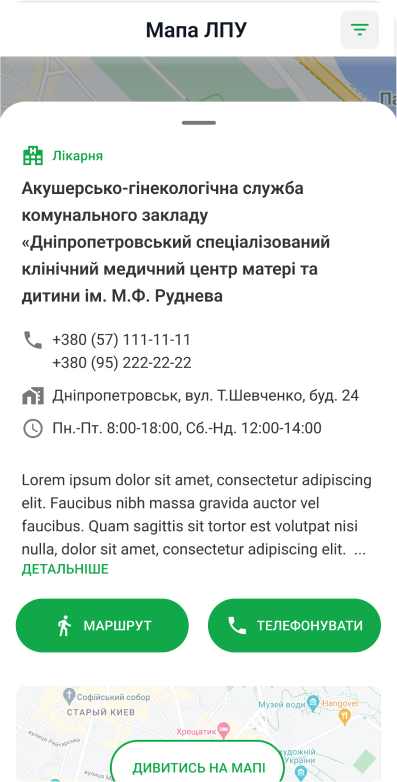 Мапа ЛПУ
Па
Лікарня
Акушерсько-гінекологічна служба
комунального закладу
«Дніпропетровський спеціалізований
клінічний медичний центр матері та
дитини ім. М.Ф. Руднева
+380 (57) 111-11-11
+380 (95) 222-22-22
Дніпропетровськ, вул. Т.Шевченко, буд. 24
Пн.-Пт. 8:00-18:00, Сб.-Нд. 12:00-14:00
Lorem ipsum dolor sit amet, consectetur adipiscing
elit. Faucibus nibh massa gravida auctor vel
faucibus. Quam sagittis sit tortor est volutpat nisi
nulla, dolor sit amet, consectetur adipiscing elit. ...
ДЕТАЛЬНІШЕ
МАРШРУТ
ТЕЛЕФОНУВАТИ
Софійський собор
СТАРЫЙ КИЕВ
Музей води
Hangover
Хрещатик
вулиця Рейтарська
ДИВИТИСЬ НА МАПІ
України